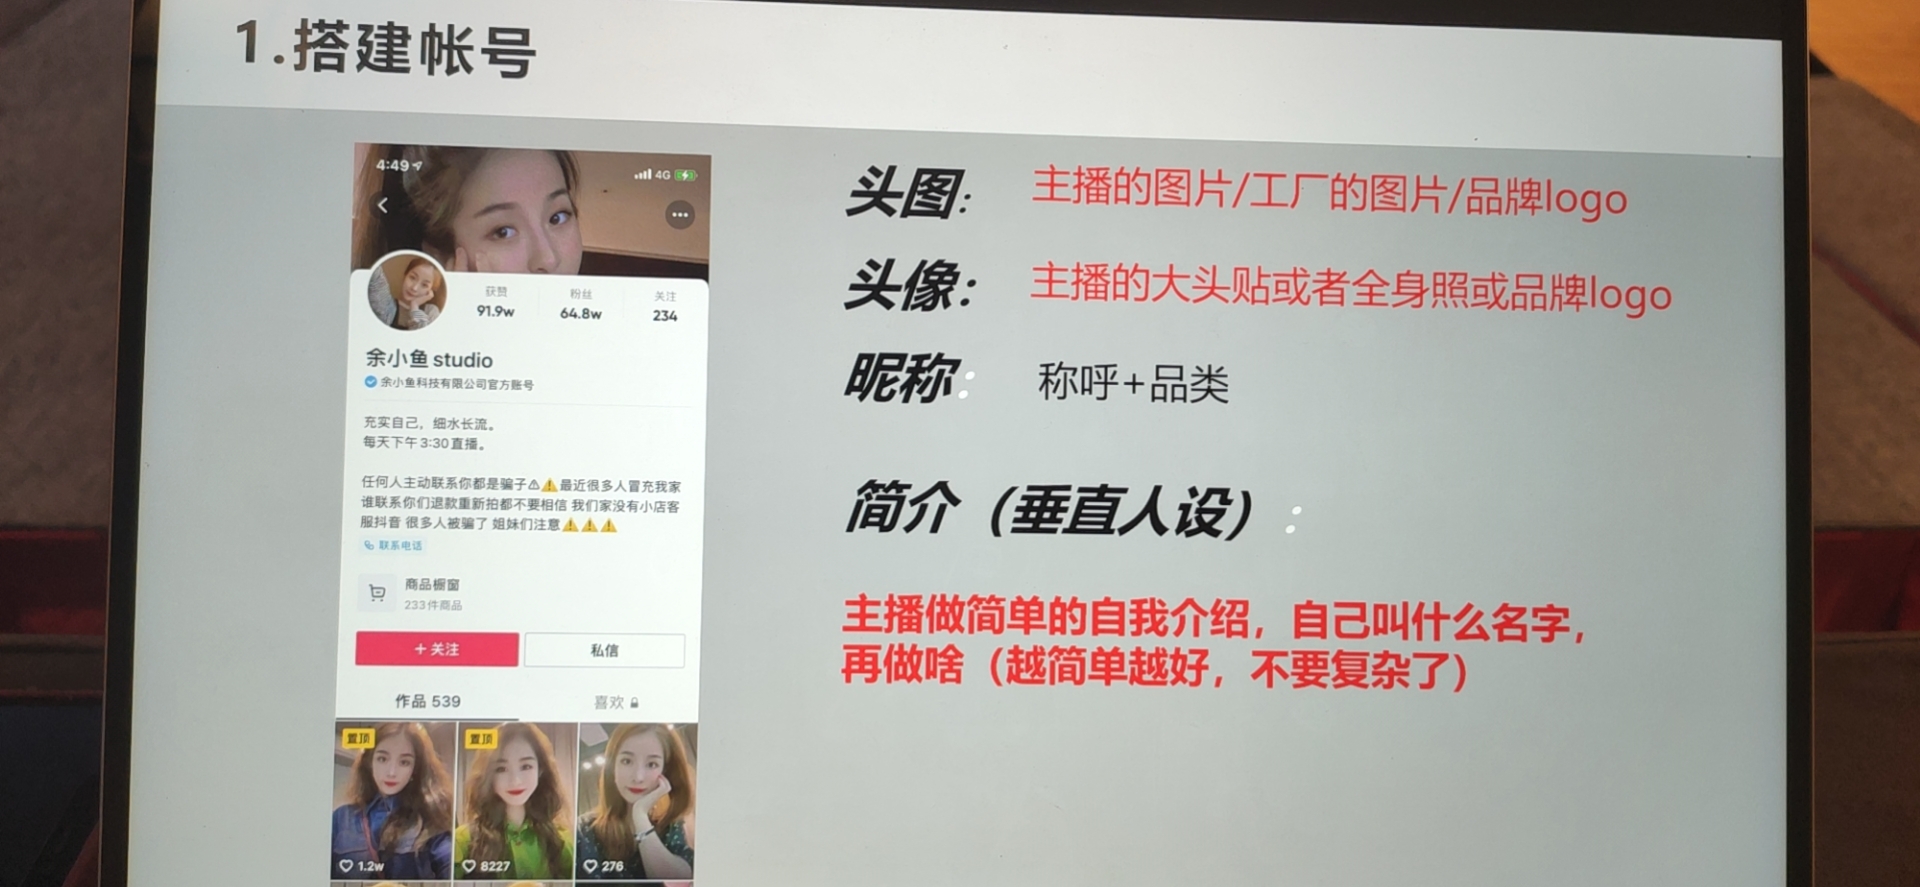 1.搭建帐号
4:49
4G
获赞 粉丝 关注
91.9w 64.8w 234
余小鱼studio
余小鱼科技有限公司官方账号
充实自己，细水长流。
每天下午3:30直播。
任何人主动联系你都是骗子⚠⚠️最近很多人冒充我家
谁联系你们退款重新拍都不要相信 我们家没有小店客
服抖音 很多人被骗了 姐妹们注意⚠️⚠️⚠️
联系电话
商品橱窗
233件商品
+关注 私信
作品 539 喜欢
置顶 置顶
1.2w 8227 276
头图： 主播的图片/工厂的图片/品牌logo
头像： 主播的大头贴或者全身照或品牌logo
昵称： 称呼+品类
简介（垂直人设）：
主播做简单的自我介绍，自己叫什么名字，
再做啥（越简单越好，不要复杂了）